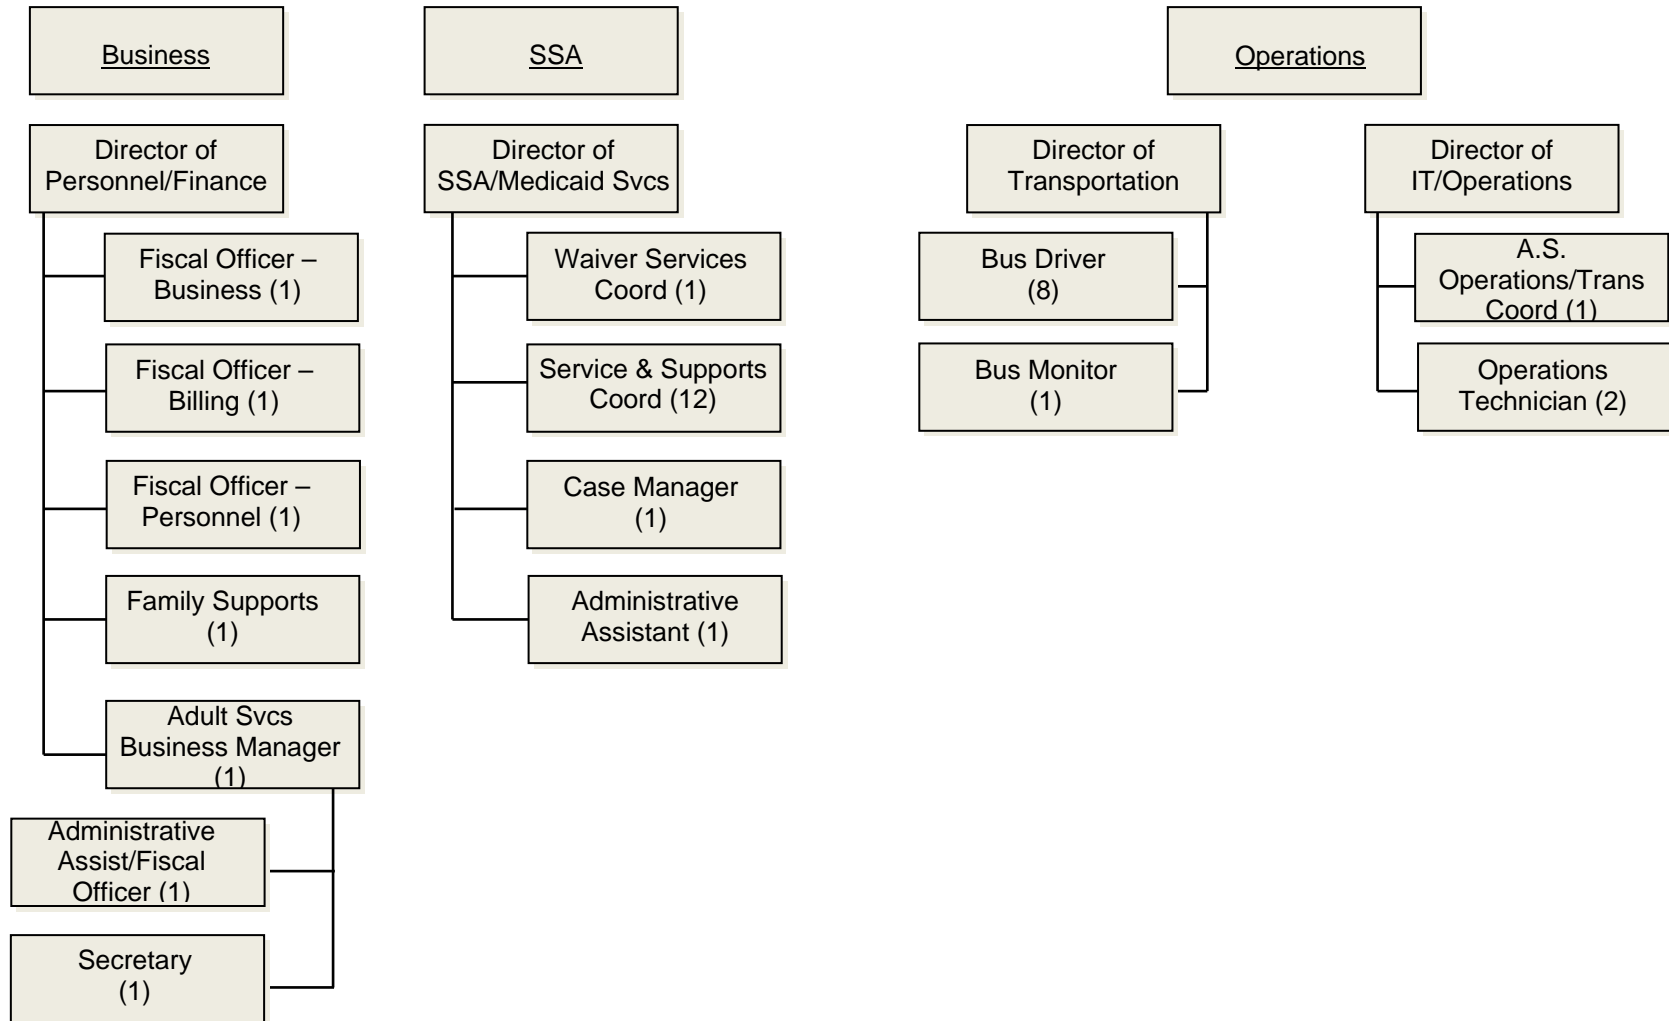 Business
Director of
Personnel/Finance
Fiscal Officer –
Business (1)
Fiscal Officer –
Billing (1)
Fiscal Officer –
Personnel (1)
Family Supports
(1)
Adult Svcs
Business Manager
(1)
Administrative
Assist/Fiscal
Officer (1)
Secretary
(1)
SSA
Director of
SSA/Medicaid Svcs
Waiver Services
Coord (1)
Service & Supports
Coord (12)
Case Manager
(1)
Administrative
Assistant (1)
Operations
Director of
Transportation
Bus Driver
(8)
Bus Monitor
(1)
Director of
IT/Operations
A.S.
Operations/Trans
Coord (1)
Operations
Technician (2)